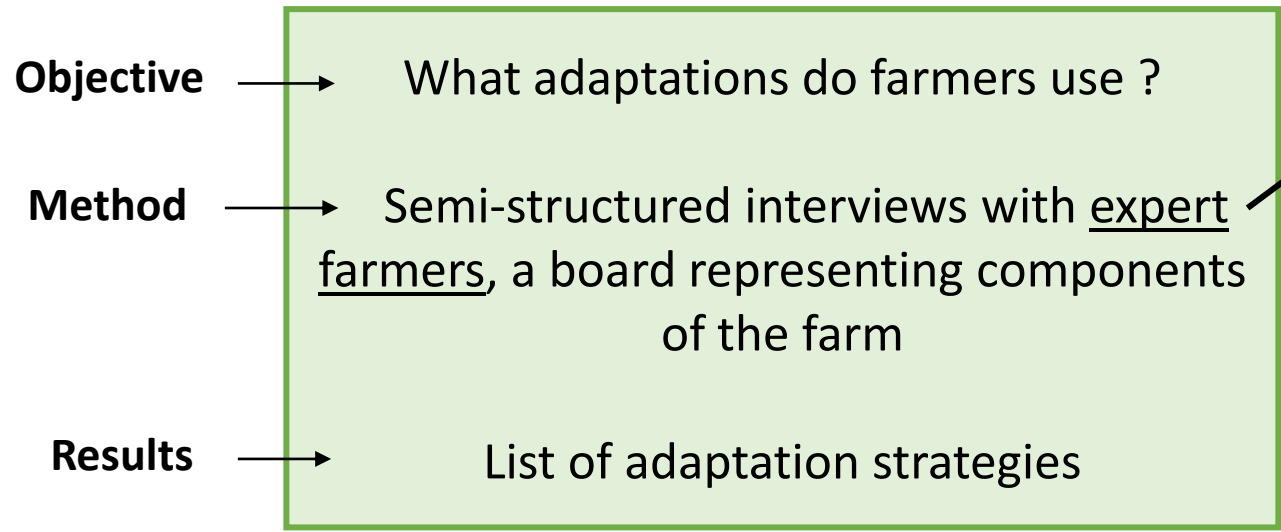 Objective What adaptations do farmers use ?
Method Semi-structured interviews with expert
farmers, a board representing components
of the farm
Results List of adaptation strategies